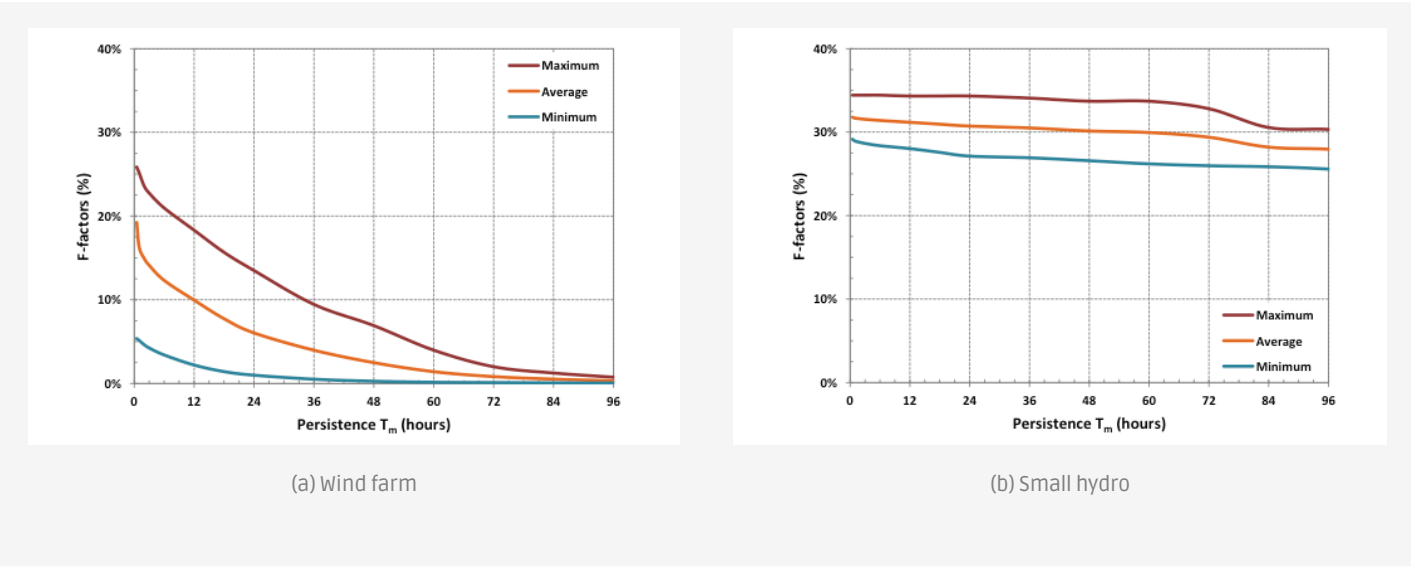 40%
30%
20%
10%
0%
F-factors (%)
Maximum
Average
Minimum
0 12 24 36 48 60 72 84 96
Persistence Tm (hours)
(a) Wind farm
40%
30%
20%
10%
0%
F-factors (%)
Maximum
Average
Minimum
0 12 24 36 48 60 72 84 96
Persistence Tm (hours)
(b) Small hydro